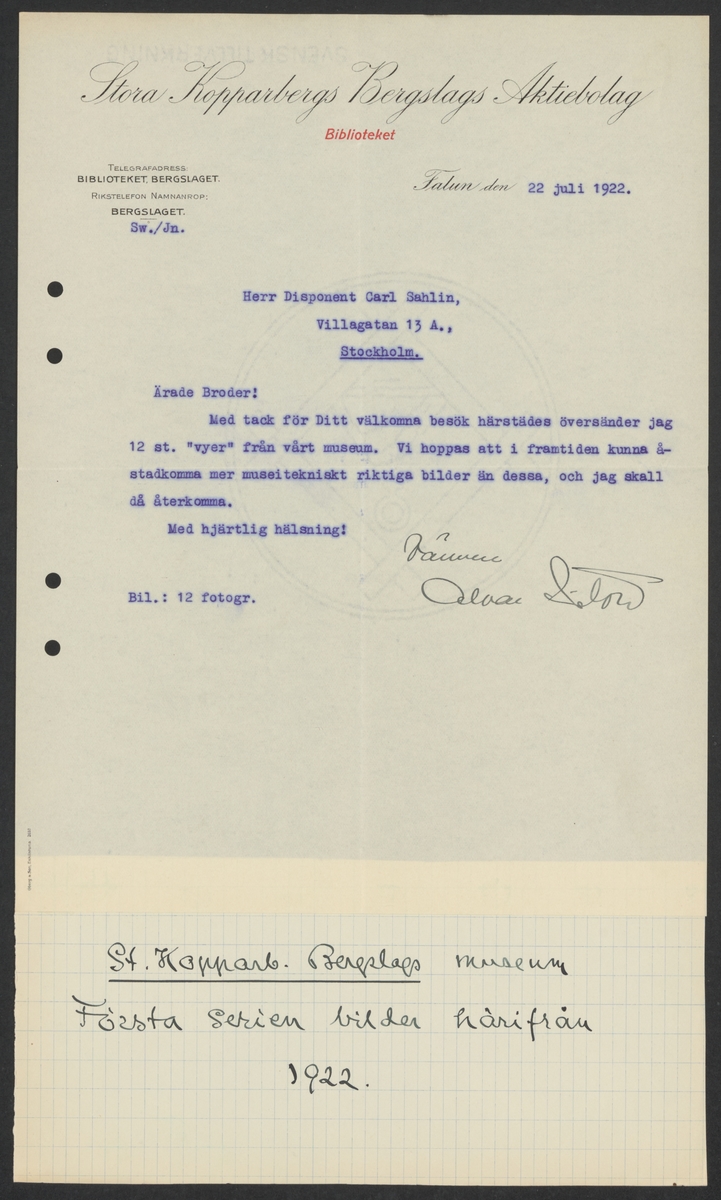 Stora Kopparbergs Bergslags Aktiebolag
Biblioteket
TELEGRAFADRESS:
BIBLIOTEKET, BERGSLAGET.
RIKSTELEFON NAMNANROP:
BERGSLAGET.
Sw./Jn.
Falun den 22 juli 1922.
Herr Disponent Carl Sahlin,
Villagatan 13 A.,
Stockholm.
Ärade Broder!
Med tack för Ditt välkomna besök härstädes översänder jag
12 st. "vyer" från vårt museum. Vi hoppas att i framtiden kunna å-
stadkomma mer museitekniskt riktiga bilder än dessa, och jag skall
då återkomma.
Med hjärtlig hälsning!
Vännen
Bil.: 12 fotogr.
St. Kopparb. Bergslags museum
Första serien bilder härifrån
1922.